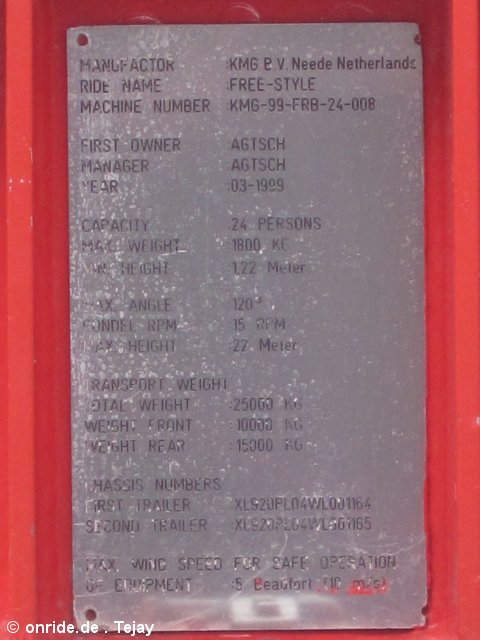 MANUFACTOR :KMG B.V. Neede Netherlands
RIDE NAME :FREE-STYLE
MACHINE NUMBER :KMG-99-FRB-24-008
FIRST OWNER :AGTSCH
MANAGER :AGTSCH
YEAR :03-1999
CAPACITY :24 PERSONS
MAX. WEIGHT :1800 KG
MIN. HEIGHT :1,22 Meter
MAX. ANGLE :120°
GONDEL RPM :15 RPM
MAX. HEIGHT :22 Meter
TRANSPORT WEIGHT
TOTAL WEIGHT :25000 KG
WEIGHT FRONT :10000 KG
WEIGHT REAR :15000 KG
CHASSIS NUMBERS
FIRST TRAILER :XL920PL04WL001164
SECOND TRAILER :XL920PL04WL001165
MAX. WIND SPEED FOR SAFE OPERATION
OF EQUIPMENT :5 Beaufort (10 m/s)
© onride.de . Tejay